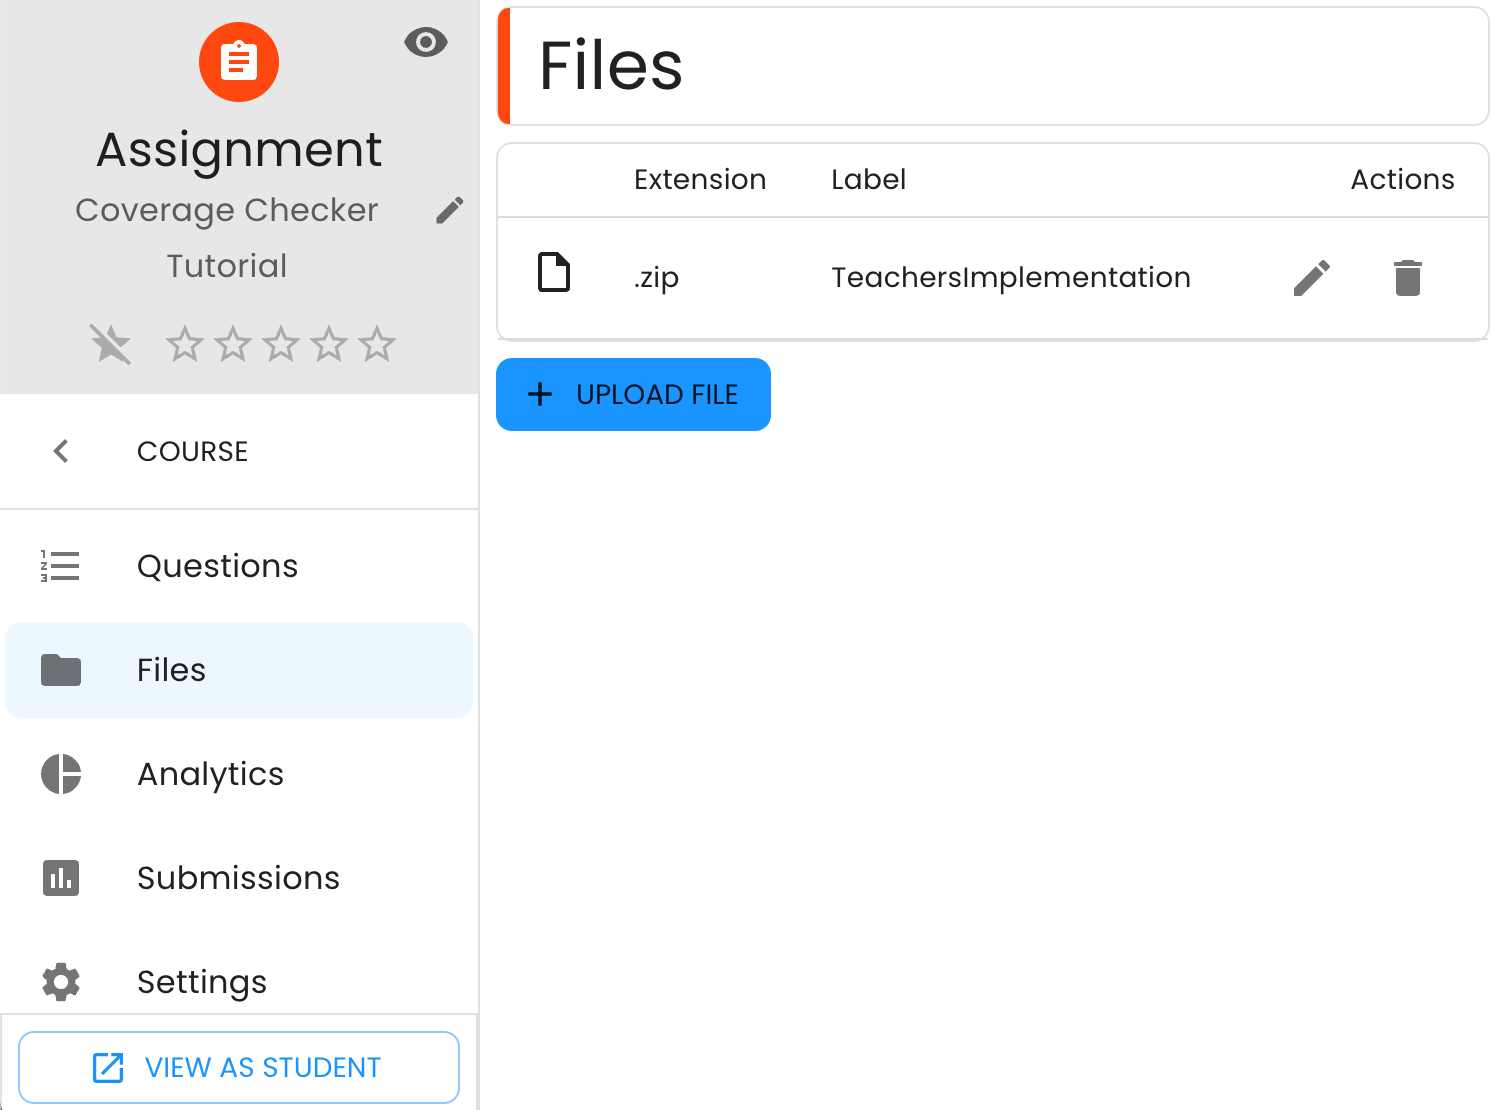 Assignment
Coverage Checker
Tutorial
COURSE
Questions
Files
Analytics
Submissions
Settings
VIEW AS STUDENT
Files
Extension Label Actions
.zip TeachersImplementation
UPLOAD FILE